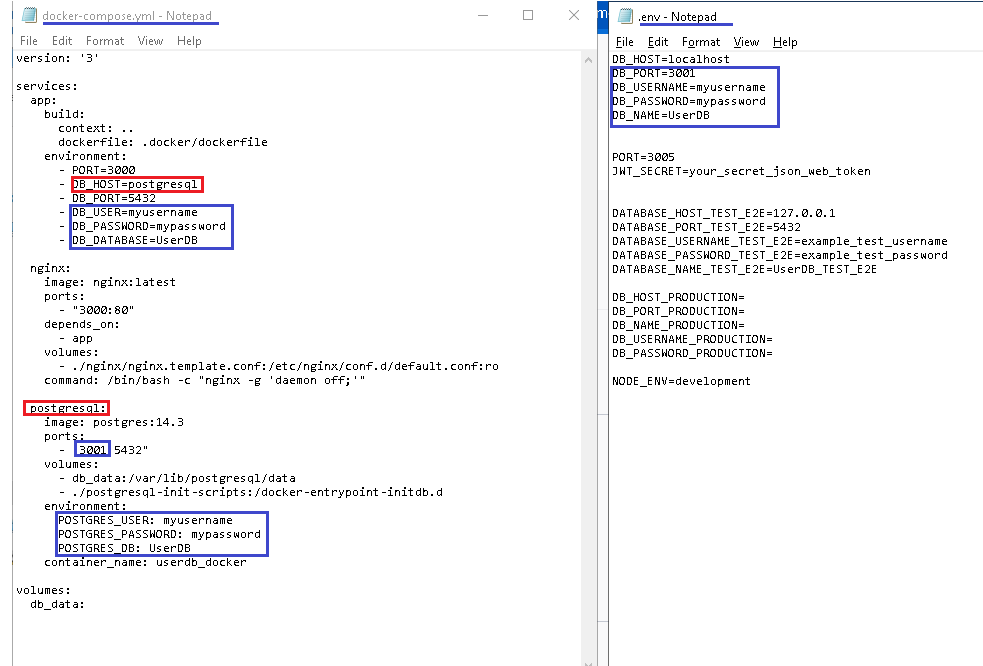 docker-compose.yml - Notepad
File Edit Format View Help
version: '3'
services:
  app:
    build:
      context: ..
      dockerfile: .docker/dockerfile
    environment:
      - PORT=3000
      - DB_HOST=postgresql
      - DB_PORT=5432
      - DB_USER=myusername
      - DB_PASSWORD=mypassword
      - DB_DATABASE=UserDB
  nginx:
    image: nginx:latest
    ports:
      - "3000:80"
    depends_on:
      - app
    volumes:
      - ./nginx/nginx.template.conf:/etc/nginx/conf.d/default.conf:ro
    command: /bin/bash -c "nginx -g 'daemon off;'"
  postgresql:
    image: postgres:14.3
    ports:
      - 3001 5432"
    volumes:
      - db_data:/var/lib/postgresql/data
      - ./postgresql-init-scripts:/docker-entrypoint-initdb.d
    environment:
      POSTGRES_USER: myusername
      POSTGRES_PASSWORD: mypassword
      POSTGRES_DB: UserDB
    container_name: userdb_docker
volumes:
  db_data:
.env - Notepad
File Edit Format View Help
DB_HOST=localhost
DB_PORT=3001
DB_USERNAME=myusername
DB_PASSWORD=mypassword
DB_NAME=UserDB
PORT=3005
JWT_SECRET=your_secret_json_web_token
DATABASE_HOST_TEST_E2E=127.0.0.1
DATABASE_PORT_TEST_E2E=5432
DATABASE_USERNAME_TEST_E2E=example_test_username
DATABASE_PASSWORD_TEST_E2E=example_test_password
DATABASE_NAME_TEST_E2E=UserDB_TEST_E2E
DB_HOST_PRODUCTION=
DB_PORT_PRODUCTION=
DB_NAME_PRODUCTION=
DB_USERNAME_PRODUCTION=
DB_PASSWORD_PRODUCTION=
NODE_ENV=development